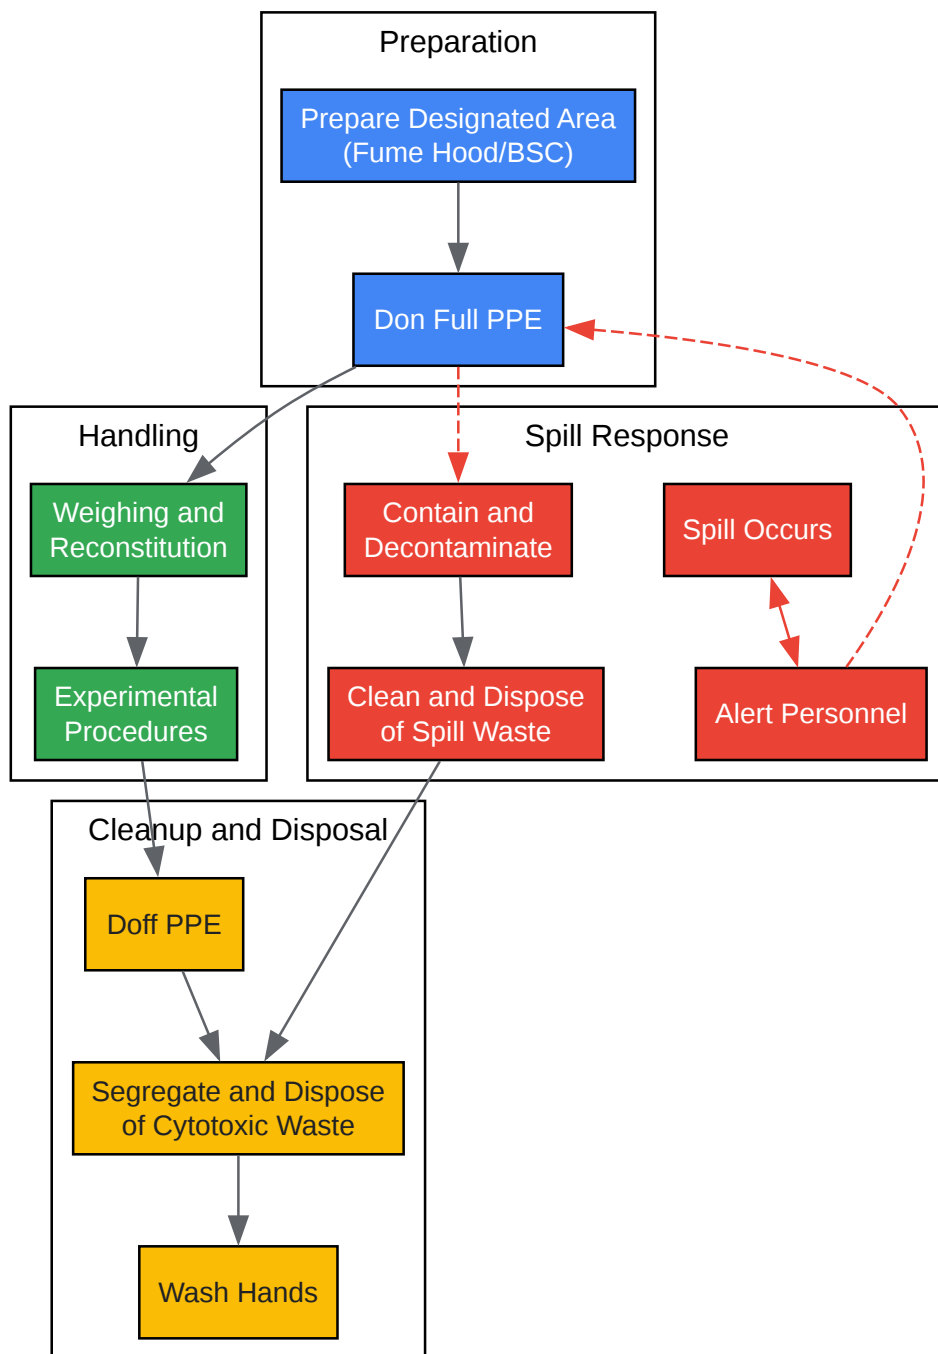 Preparation
Prepare Designated Area
(Fume Hood/BSC)
Don Full PPE
Handling
Weighing and
Reconstitution
Experimental
Procedures
Spill Response
Contain and
Decontaminate
Spill Occurs
Clean and Dispose
of Spill Waste
Alert Personnel
Cleanup and Disposal
Doff PPE
Segregate and Dispose
of Cytotoxic Waste
Wash Hands